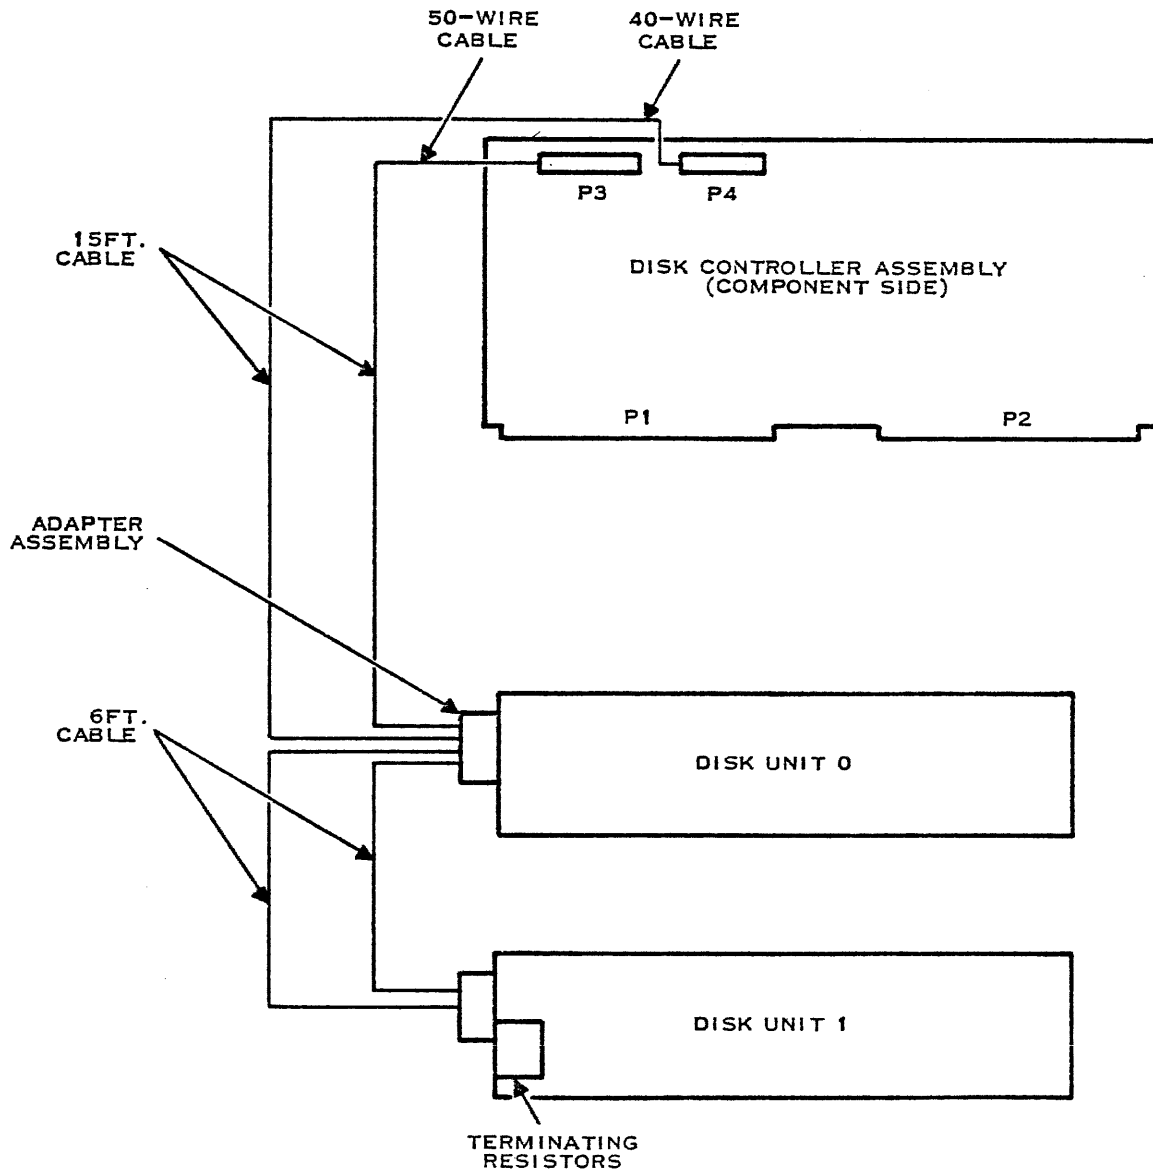 50-WIRE
CABLE
40-WIRE
CABLE
P3
P4
15FT.
CABLE
DISK CONTROLLER ASSEMBLY
(COMPONENT SIDE)
P1
P2
ADAPTER
ASSEMBLY
6FT.
CABLE
DISK UNIT 0
DISK UNIT 1
TERMINATING
RESISTORS